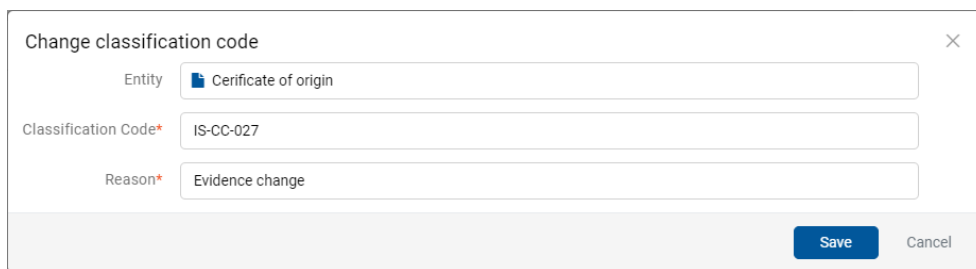 Change classification code
Entity Cerificate of origin
Classification Code* IS-CC-027
Reason* Evidence change
Save Cancel